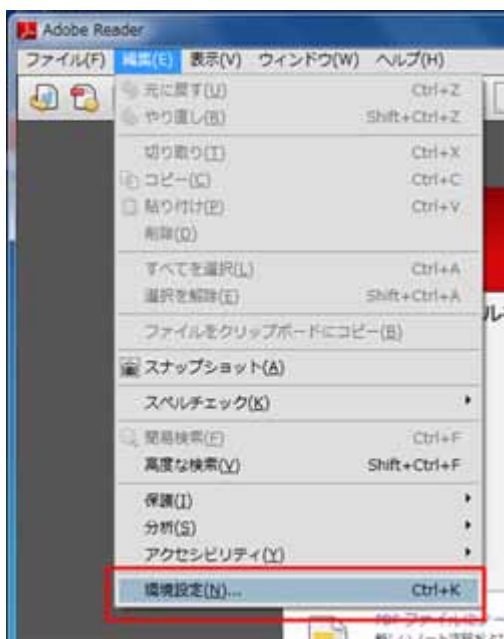 Adobe Reader
ファイル(F) 編集(E) 表示(V) ウィンドウ(W) ヘルプ(H)
元に戻す(U) Ctrl+Z
やり直し(R) Shift+Ctrl+Z
切り取り(T) Ctrl+X
コピー(C) Ctrl+C
貼り付け(P) Ctrl+V
削除(D)
すべてを選択(L) Ctrl+A
選択を解除(E) Shift+Ctrl+A
ファイルをクリップボードにコピー(B)
スナップショット(A)
スペルチェック(K)
簡易検索(F) Ctrl+F
高度な検索(V) Shift+Ctrl+F
保護(I)
分析(S)
アクセシビリティ(Y)
環境設定(N)... Ctrl+K